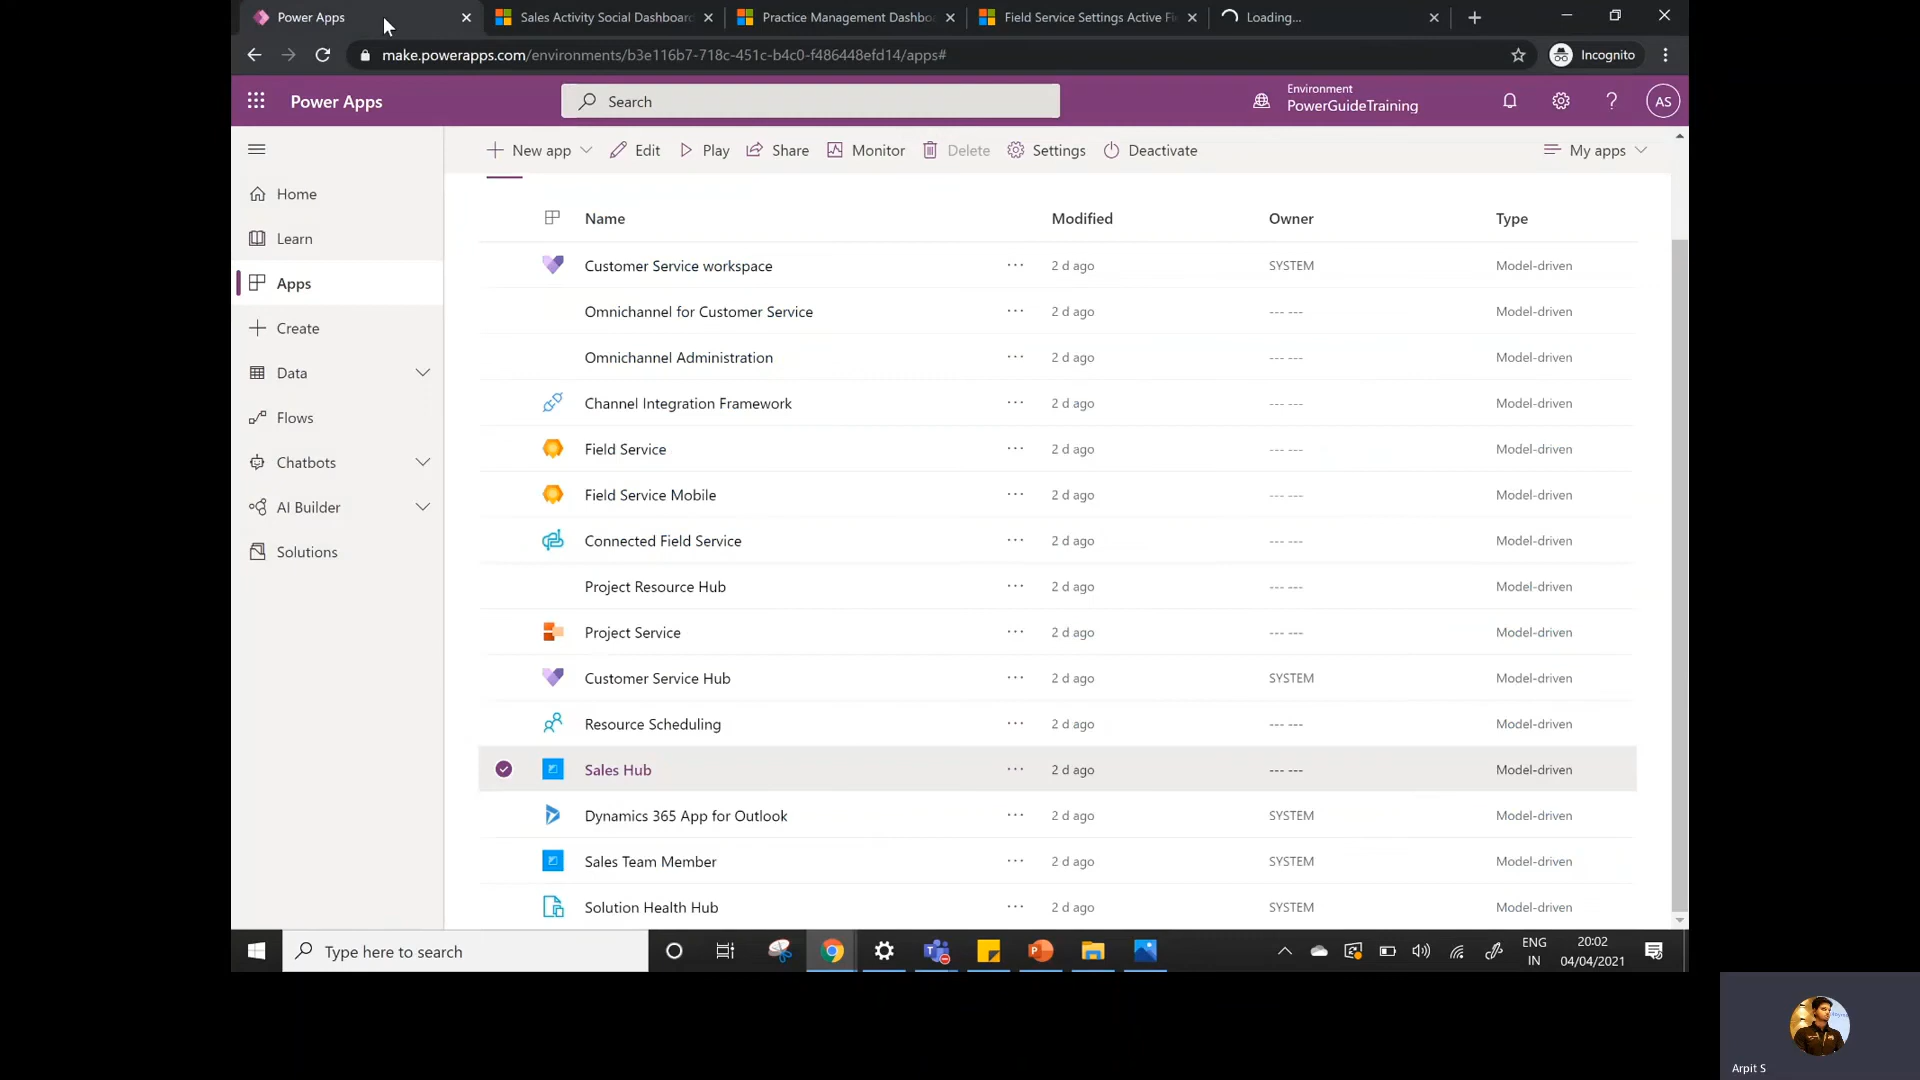 Power Apps
Sales Activity Social Dashboard
Practice Management Dashbo
Field Service Settings Active Fi
Loading...
make.powerapps.com/environments/b3e116b7-718c-451c-b4c0-f486448efd14/apps#
Incognito
Power Apps
Search
Environment
PowerGuideTraining
?
AS
New app
Edit
Play
Share
Monitor
Delete
Settings
Deactivate
My apps
Home
Learn
Apps
Create
Data
Flows
Chatbots
AI Builder
Solutions
Name Modified Owner Type
Customer Service workspace ... 2 d ago SYSTEM Model-driven
Omnichannel for Customer Service ... 2 d ago --- --- Model-driven
Omnichannel Administration ... 2 d ago --- --- Model-driven
Channel Integration Framework ... 2 d ago --- --- Model-driven
Field Service ... 2 d ago --- --- Model-driven
Field Service Mobile ... 2 d ago --- --- Model-driven
Connected Field Service ... 2 d ago --- --- Model-driven
Project Resource Hub ... 2 d ago --- --- Model-driven
Project Service ... 2 d ago --- --- Model-driven
Customer Service Hub ... 2 d ago SYSTEM Model-driven
Resource Scheduling ... 2 d ago --- --- Model-driven
Sales Hub ... 2 d ago --- --- Model-driven
Dynamics 365 App for Outlook ... 2 d ago SYSTEM Model-driven
Sales Team Member ... 2 d ago SYSTEM Model-driven
Solution Health Hub ... 2 d ago SYSTEM Model-driven
Type here to search
ENG
IN
20:02
04/04/2021
Arpit S